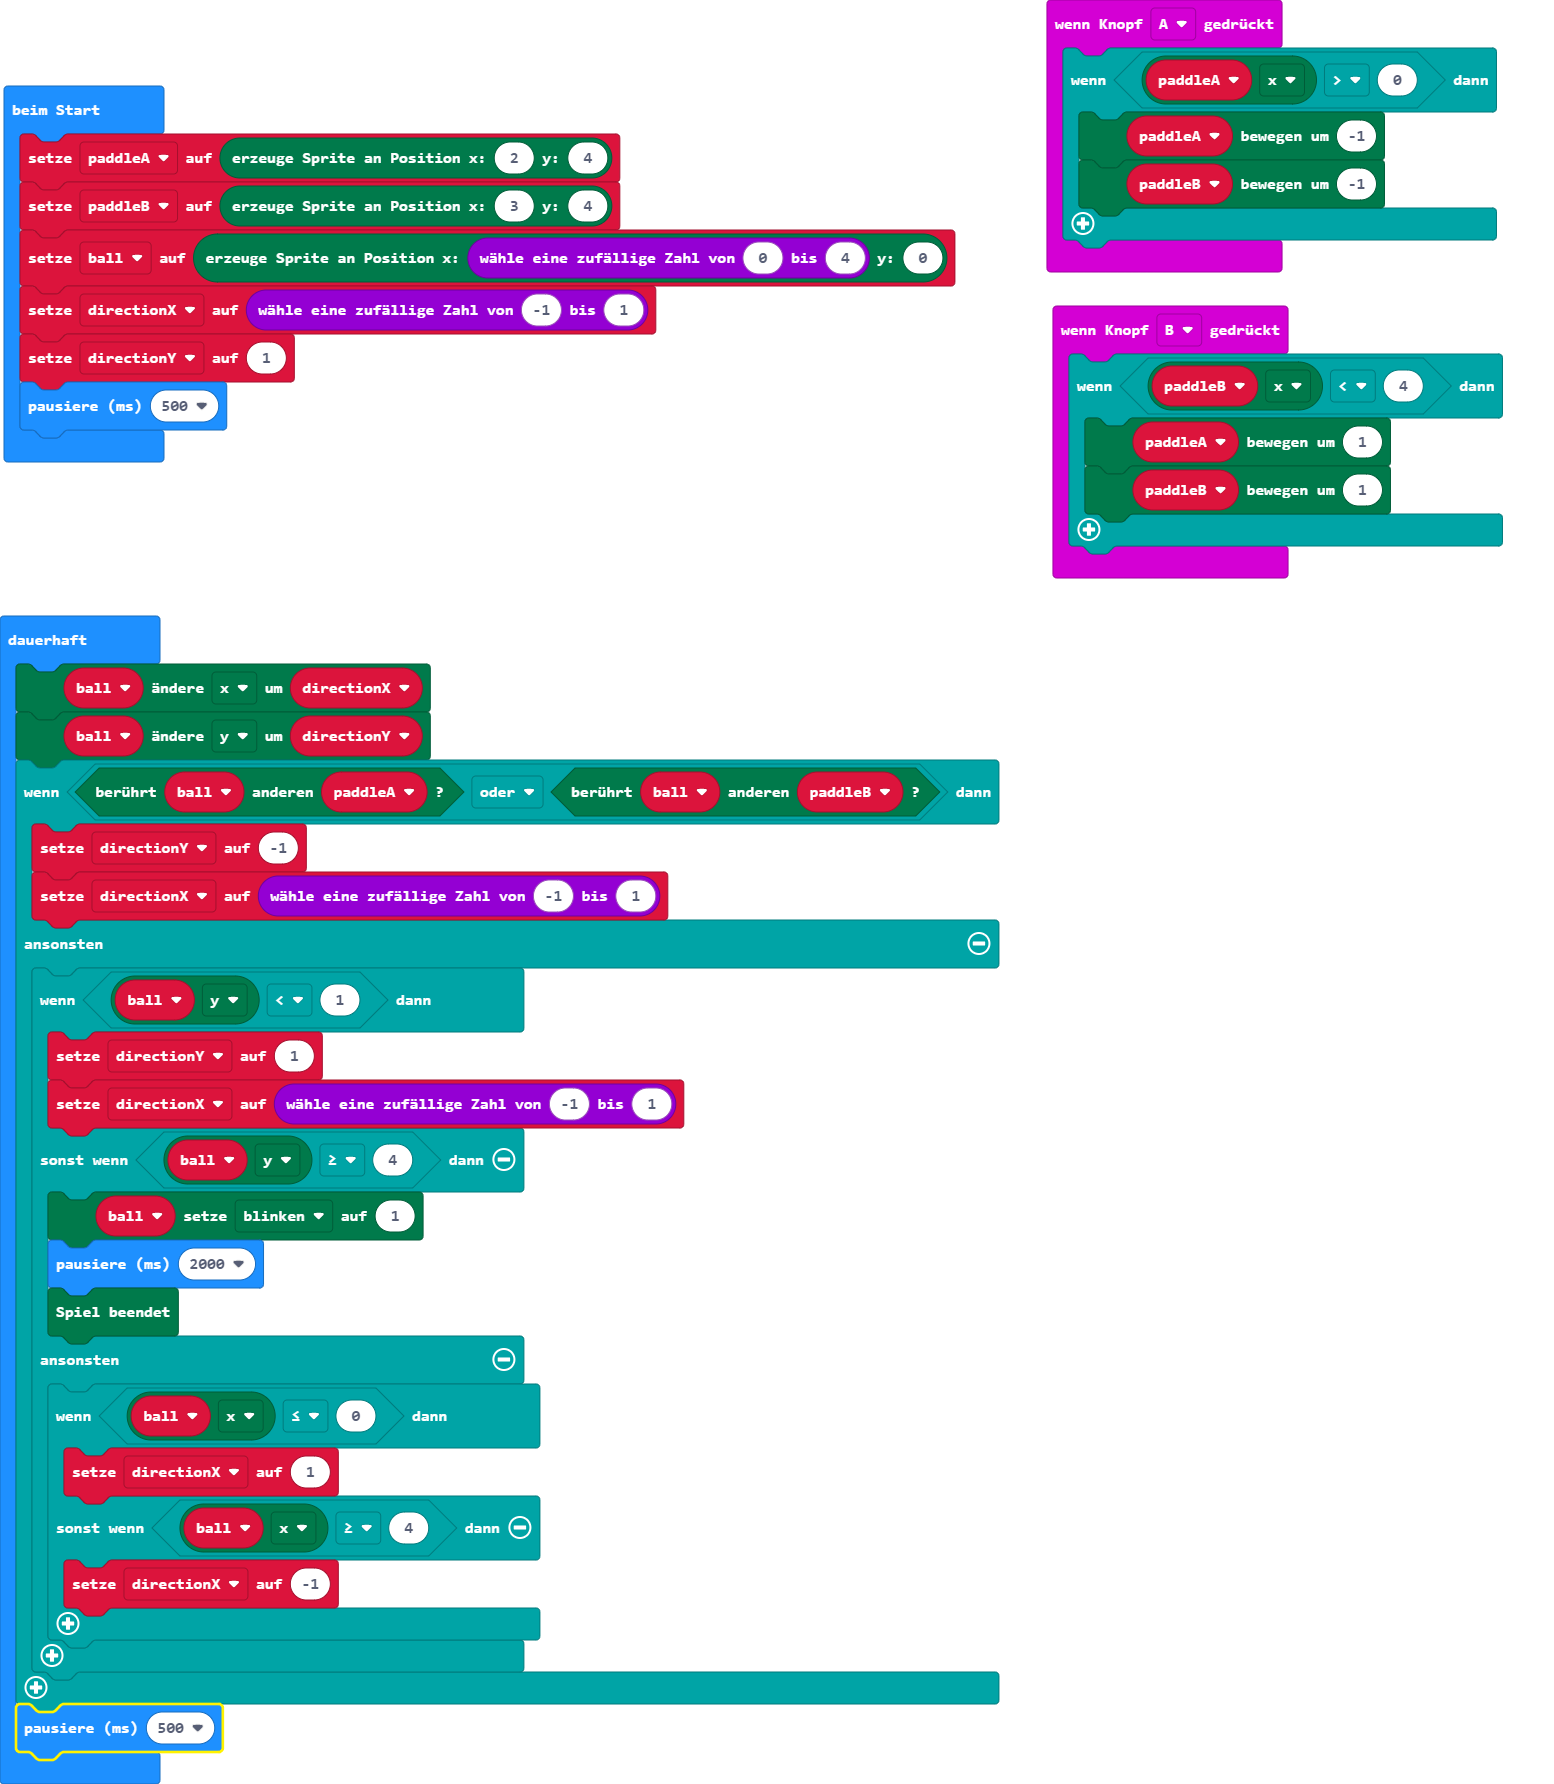 beim Start
setze paddleA auf erzeuge Sprite an Position x: 2 y: 4
setze paddleB auf erzeuge Sprite an Position x: 3 y: 4
setze ball auf erzeuge Sprite an Position x: wähle eine zufällige Zahl von 0 bis 4 y: 0
setze directionX auf wähle eine zufällige Zahl von -1 bis 1
setze directionY auf 1
pausiere (ms) 500
wenn Knopf A gedrückt
wenn paddleA x > 0 dann
paddleA bewegen um -1
paddleB bewegen um -1
wenn Knopf B gedrückt
wenn paddleB x < 4 dann
paddleA bewegen um 1
paddleB bewegen um 1
dauerhaft
ball ändere x um directionX
ball ändere y um directionY
wenn berührt ball anderen paddleA ? oder berührt ball anderen paddleB ? dann
setze directionY auf -1
setze directionX auf wähle eine zufällige Zahl von -1 bis 1
ansonsten
wenn ball y < 1 dann
setze directionY auf 1
setze directionX auf wähle eine zufällige Zahl von -1 bis 1
sonst wenn ball y ≥ 4 dann
ball setze blinken auf 1
pausiere (ms) 2000
Spiel beendet
ansonsten
wenn ball x ≤ 0 dann
setze directionX auf 1
sonst wenn ball x ≥ 4 dann
setze directionX auf -1
pausiere (ms) 500